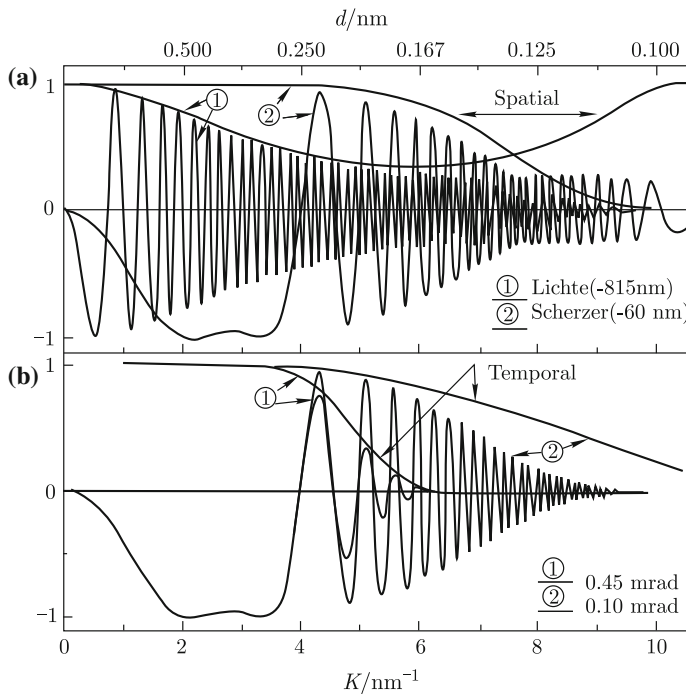 d/nm
0.500 0.250 0.167 0.125 0.100
(a)
1
① ② Spatial
0
① Lichte(-815nm)
② Scherzer(-60 nm)
−1
(b) 1
① Temporal
②
0
① 0.45 mrad
② 0.10 mrad
−1
0 2 4 6 8 10
K/nm⁻¹